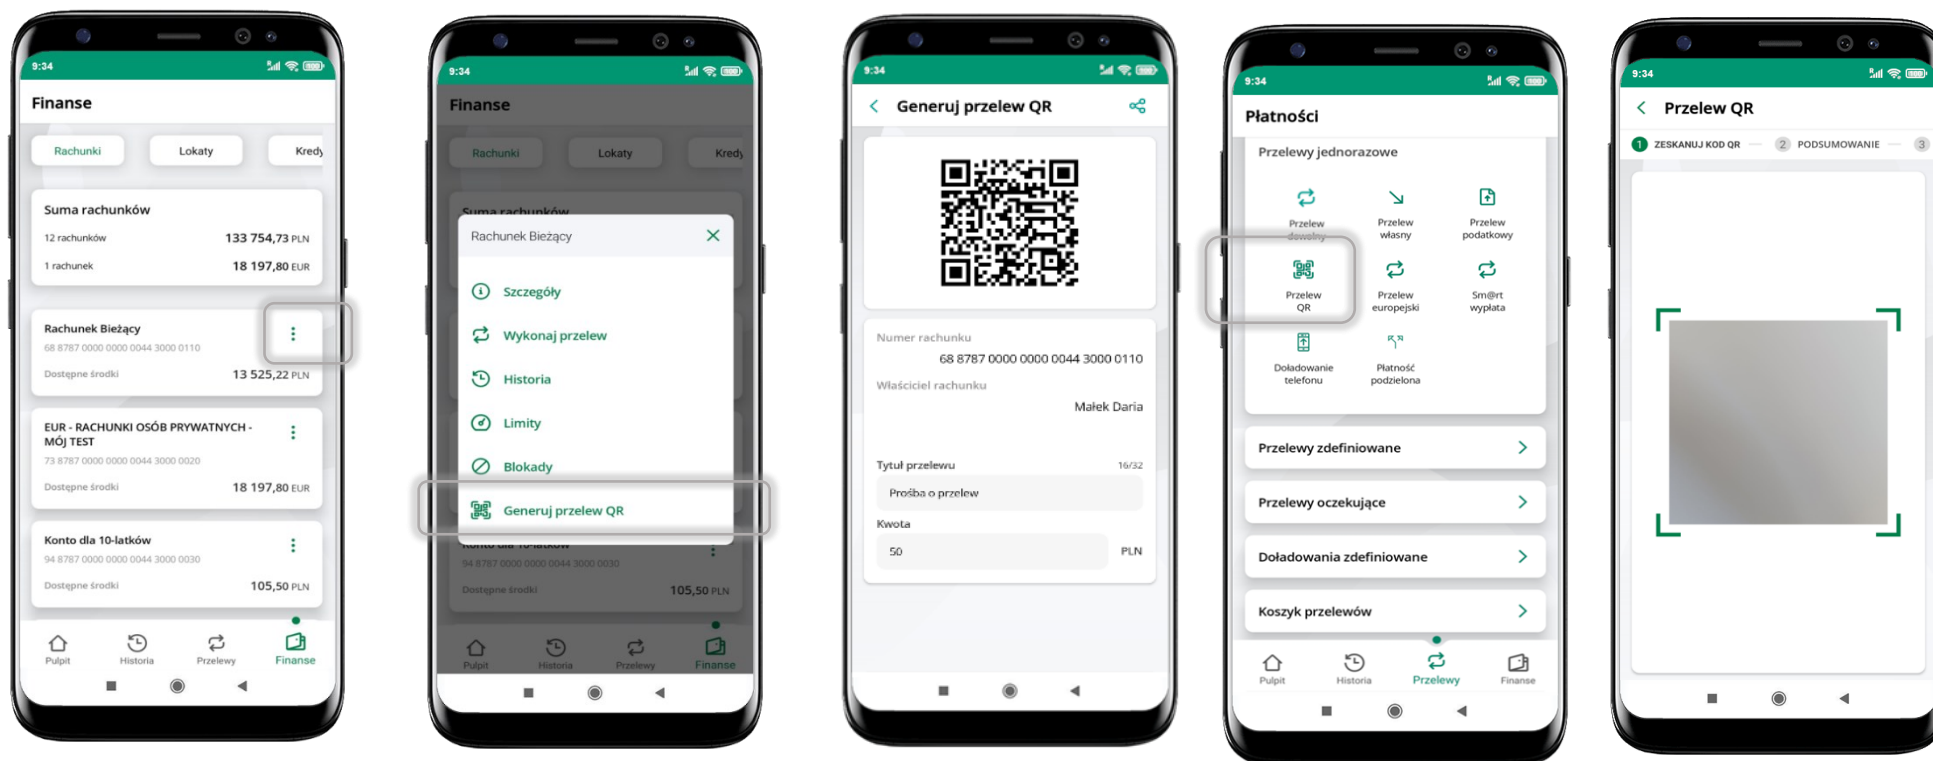 9:34
Finanse
Rachunki
Lokaty
Kredy
Suma rachunków
12 rachunków
133 754,73 PLN
1 rachunek
18 197,80 EUR
Rachunek Bieżący
68 8787 0000 0000 0044 3000 0110
Dostępne środki
13 525,22 PLN
EUR - RACHUNKI OSÓB PRYWATNYCH -
MÓJ TEST
73 8787 0000 0000 0044 3000 0020
Dostępne środki
18 197,80 EUR
Konto dla 10-latków
94 8787 0000 0000 0044 3000 0030
Dostępne środki
105,50 PLN
Pulpit
Historia
Przelewy
Finanse
9:34
Finanse
Rachunki
Lokaty
Kredy
Suma rachunków
Rachunek Bieżący
Szczegóły
Wykonaj przelew
Historia
Limity
Blokady
Generuj przelew QR
Konto dla 10-latków
94 8787 0000 0000 0044 3000 0030
Dostępne środki
105,50 PLN
Pulpit
Historia
Przelewy
Finanse
9:34
Generuj przelew QR
Numer rachunku
68 8787 0000 0000 0044 3000 0110
Właściciel rachunku
Małek Daria
Tytuł przelewu
16/32
Prośba o przelew
Kwota
50
PLN
9:34
Płatności
Przelewy jednorazowe
Przelew
dowolny
Przelew
własny
Przelew
podatkowy
Przelew
QR
Przelew
europejski
Sm@rt
wypłata
Doładowanie
telefonu
Płatność
podzielona
Przelewy zdefiniowane
Przelewy oczekujące
Doładowania zdefiniowane
Koszyk przelewów
Pulpit
Historia
Przelewy
Finanse
9:34
Przelew QR
1 ZESKANUJ KOD QR
2 PODSUMOWANIE
3